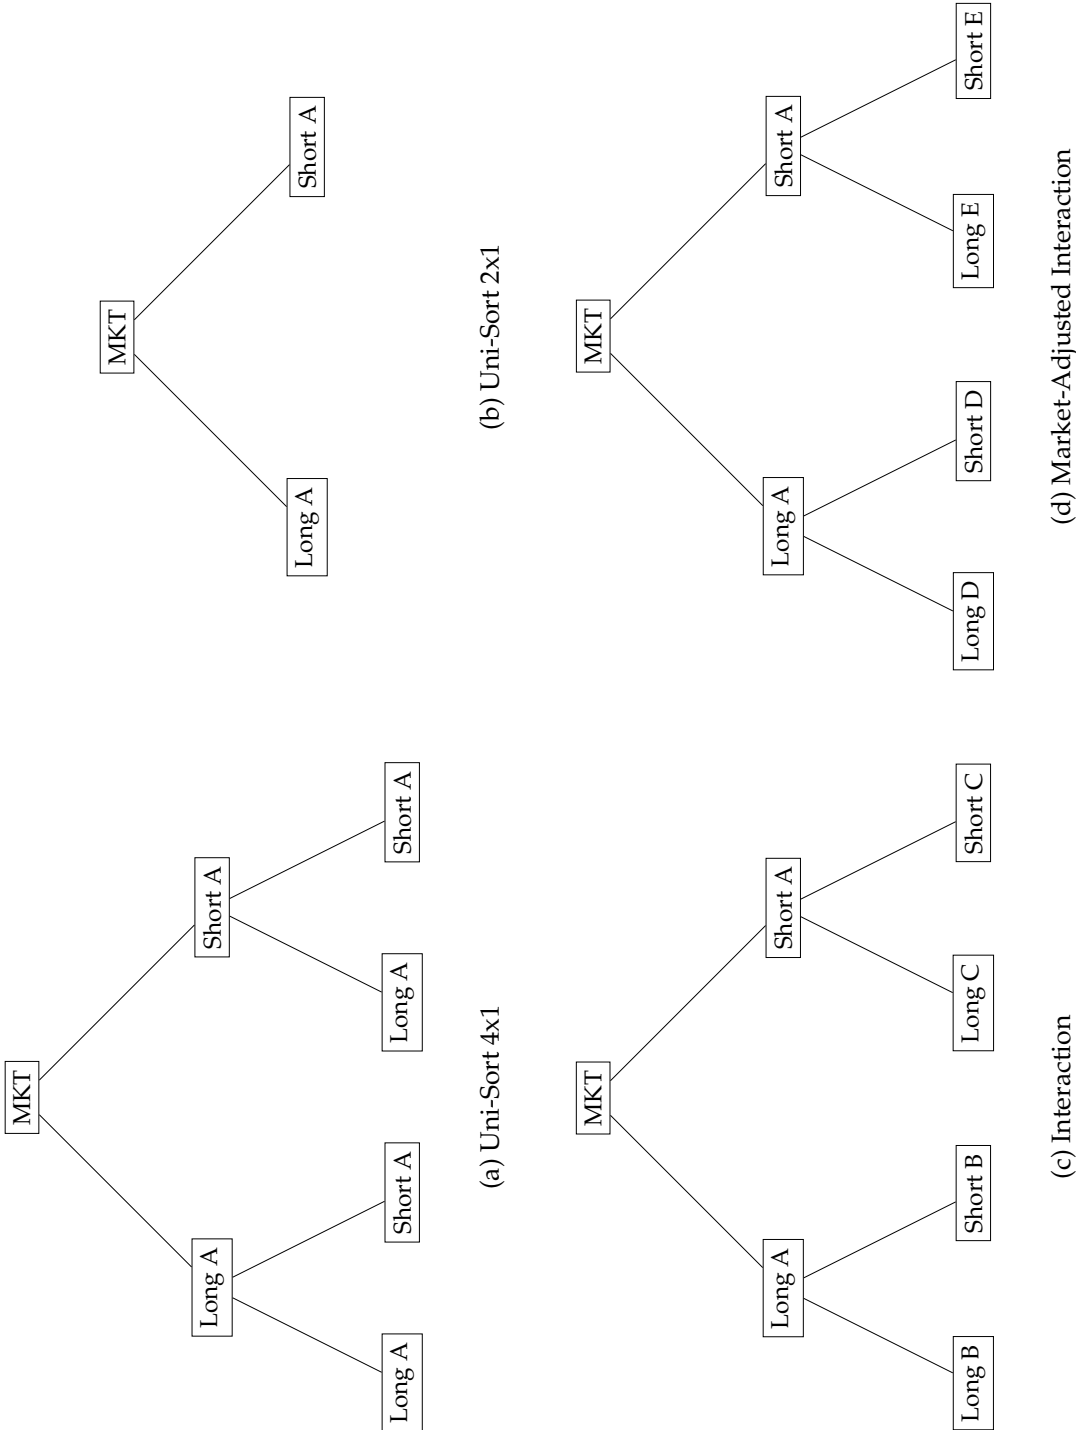 MKT
Long A
Short A
Long A
Short A
Long A
Short A
(a) Uni-Sort 4x1
MKT
Long A
Short A
(b) Uni-Sort 2x1
MKT
Long A
Short A
Long B
Short B
Long C
Short C
(c) Interaction
MKT
Long A
Short A
Long D
Short D
Long E
Short E
(d) Market-Adjusted Interaction